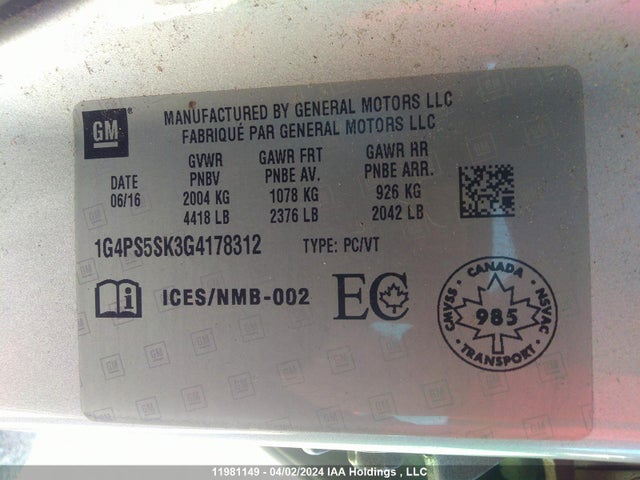 GM®
MANUFACTURED BY GENERAL MOTORS LLC
FABRIQUÉ PAR GENERAL MOTORS LLC
GVWR GAWR FRT GAWR RR
DATE PNBV PNBE AV. PNBE ARR.
06/16 2004 KG 1078 KG 926 KG
4418 LB 2376 LB 2042 LB
1G4PS5SK3G4178312 TYPE: PC/VT
ICES/NMB-002 EC
CANADA
CMVSS 985 NSVAC
TRANSPORT
11981149 - 04/02/2024 IAA Holdings , LLC